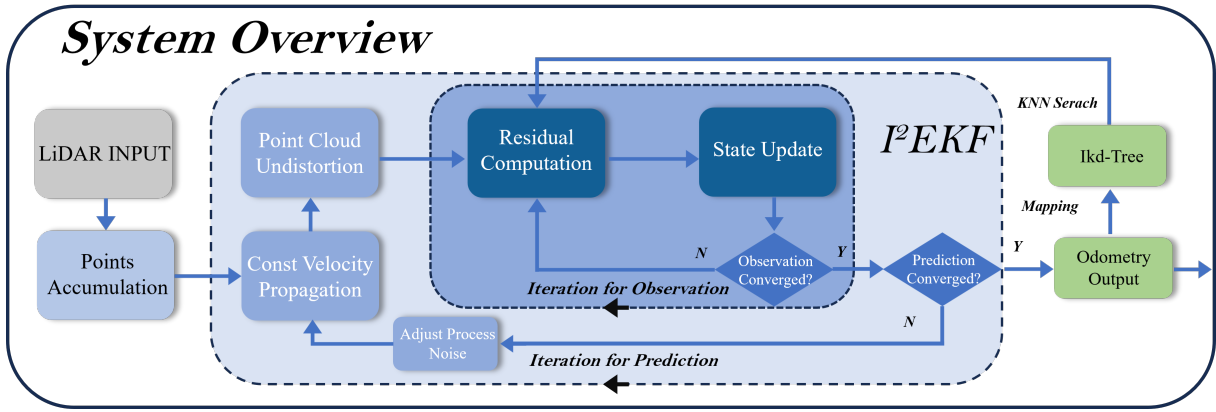 System Overview
LiDAR INPUT
Points
Accumulation
Point Cloud
Undistortion
Const Velocity
Propagation
Adjust Process
Noise
Residual
Computation
State Update
Observation
Converged?
N
Y
Iteration for Observation
I²EKF
Prediction
Converged?
N
Y
Iteration for Prediction
KNN Serach
Ikd-Tree
Mapping
Odometry
Output